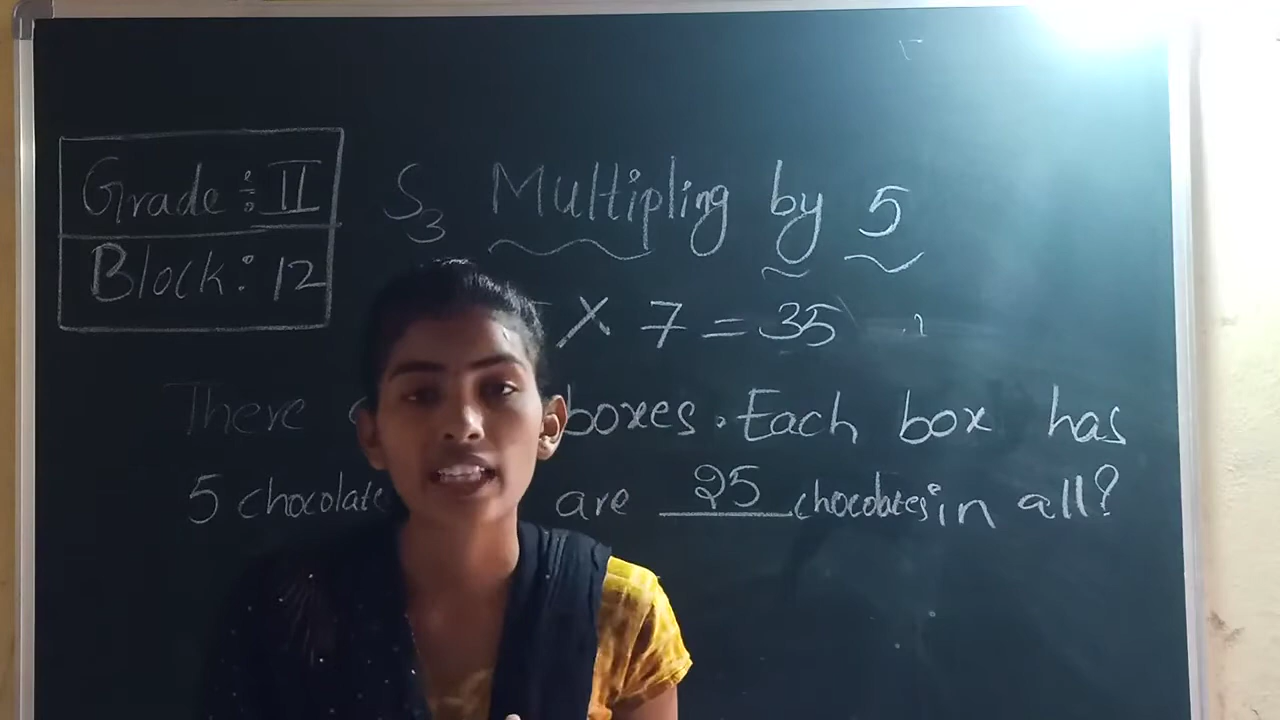 Grade : II
Block : 12
S3 Multipling by 5
X 7 = 35
There boxes. Each box has
5 chocolate are 25 chocolates in all?